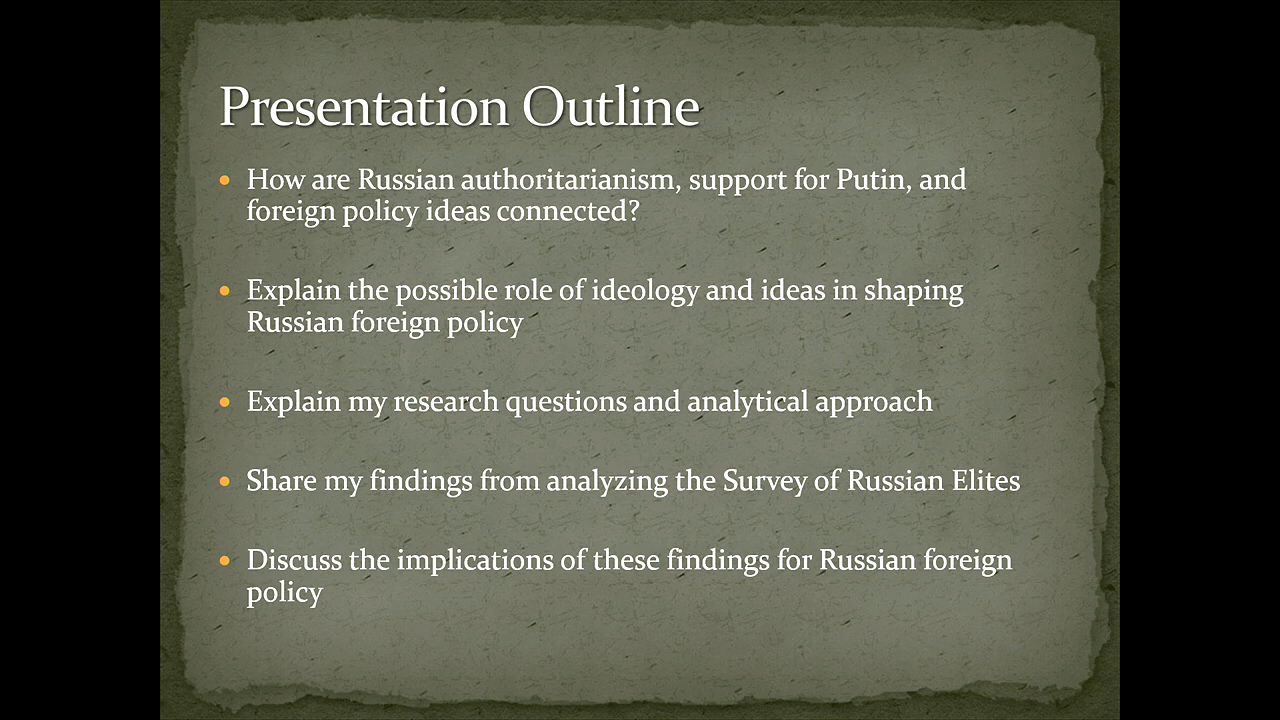 Presentation Outline
• How are Russian authoritarianism, support for Putin, and
foreign policy ideas connected?
• Explain the possible role of ideology and ideas in shaping
Russian foreign policy
• Explain my research questions and analytical approach
• Share my findings from analyzing the Survey of Russian Elites
• Discuss the implications of these findings for Russian foreign
policy